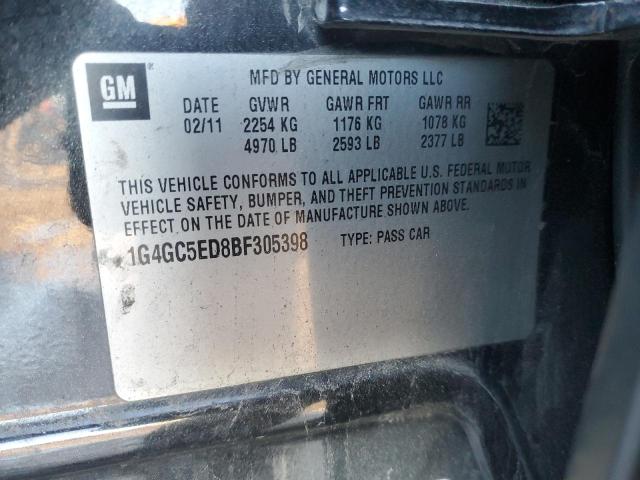 GM
MFD BY GENERAL MOTORS LLC
DATE GVWR GAWR FRT GAWR RR
02/11 2254 KG 1176 KG 1078 KG
4970 LB 2593 LB 2377 LB
THIS VEHICLE CONFORMS TO ALL APPLICABLE U.S. FEDERAL MOTOR
VEHICLE SAFETY, BUMPER, AND THEFT PREVENTION STANDARDS IN
EFFECT ON THE DATE OF MANUFACTURE SHOWN ABOVE.
1G4GC5ED8BF305398 TYPE: PASS CAR